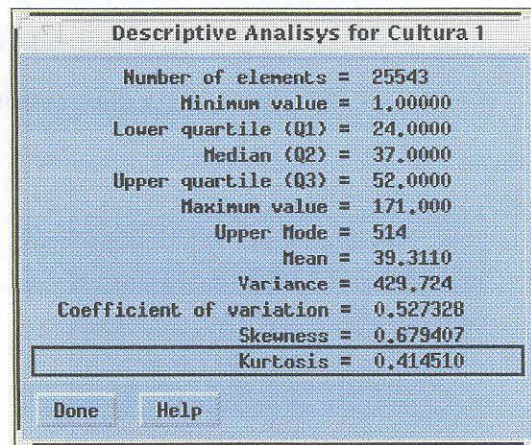 Descriptive Analisys for Cultura 1
Number of elements = 25543
Minimum value = 1.00000
Lower quartile (Q1) = 24.0000
Median (Q2) = 37.0000
Upper quartile (Q3) = 52.0000
Maximum value = 171.000
Upper Mode = 514
Mean = 39.3110
Variance = 429.724
Coefficient of variation = 0.527328
Skewness = 0.679407
Kurtosis = 0.414510
Done Help